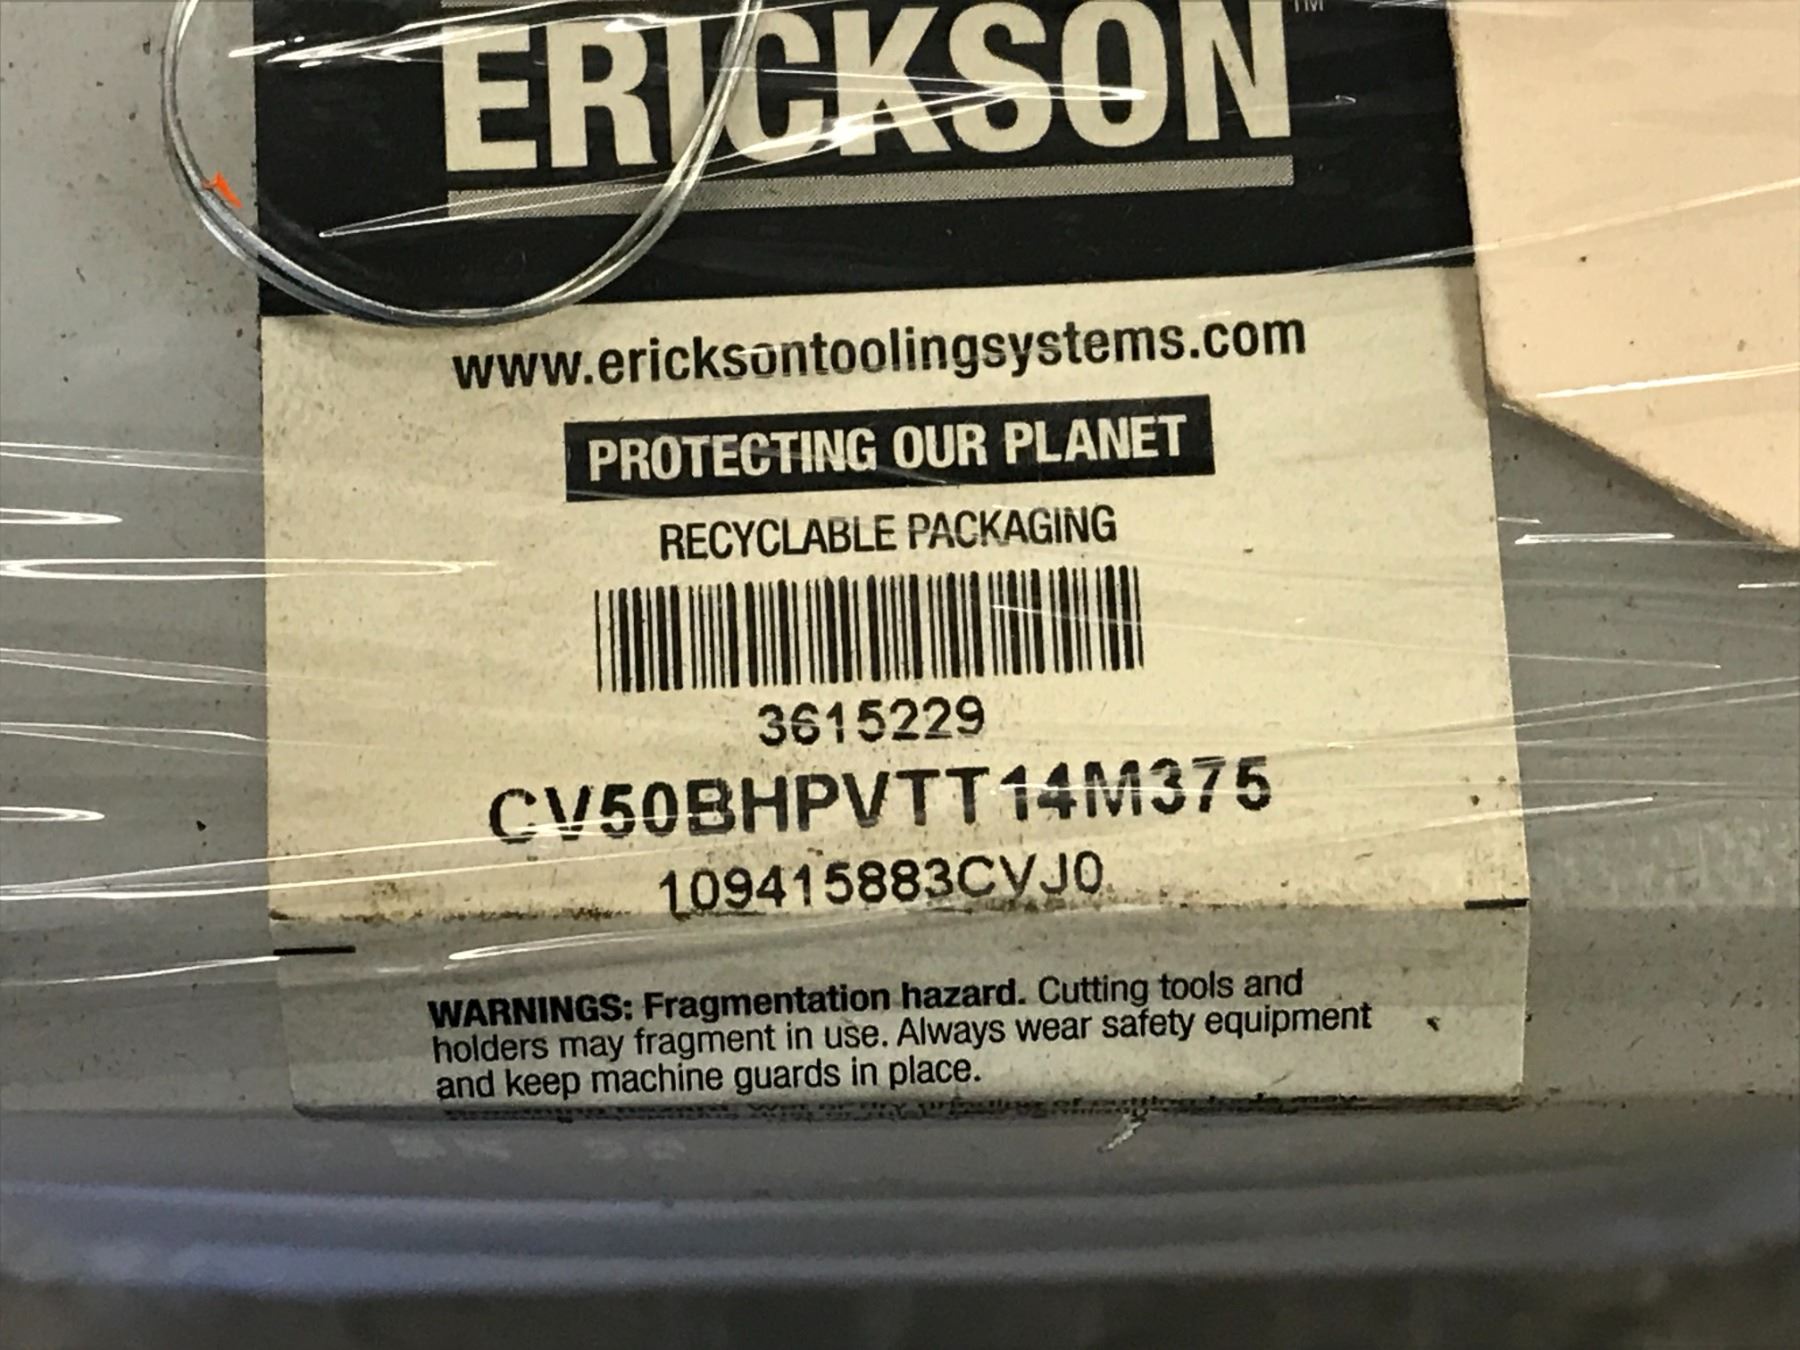 ERICKSON™
www.ericksontoolingsystems.com
PROTECTING OUR PLANET
RECYCLABLE PACKAGING
3615229
CV50BHPVTT14M375
109415883CVJ0
WARNINGS: Fragmentation hazard. Cutting tools and
holders may fragment in use. Always wear safety equipment
and keep machine guards in place.